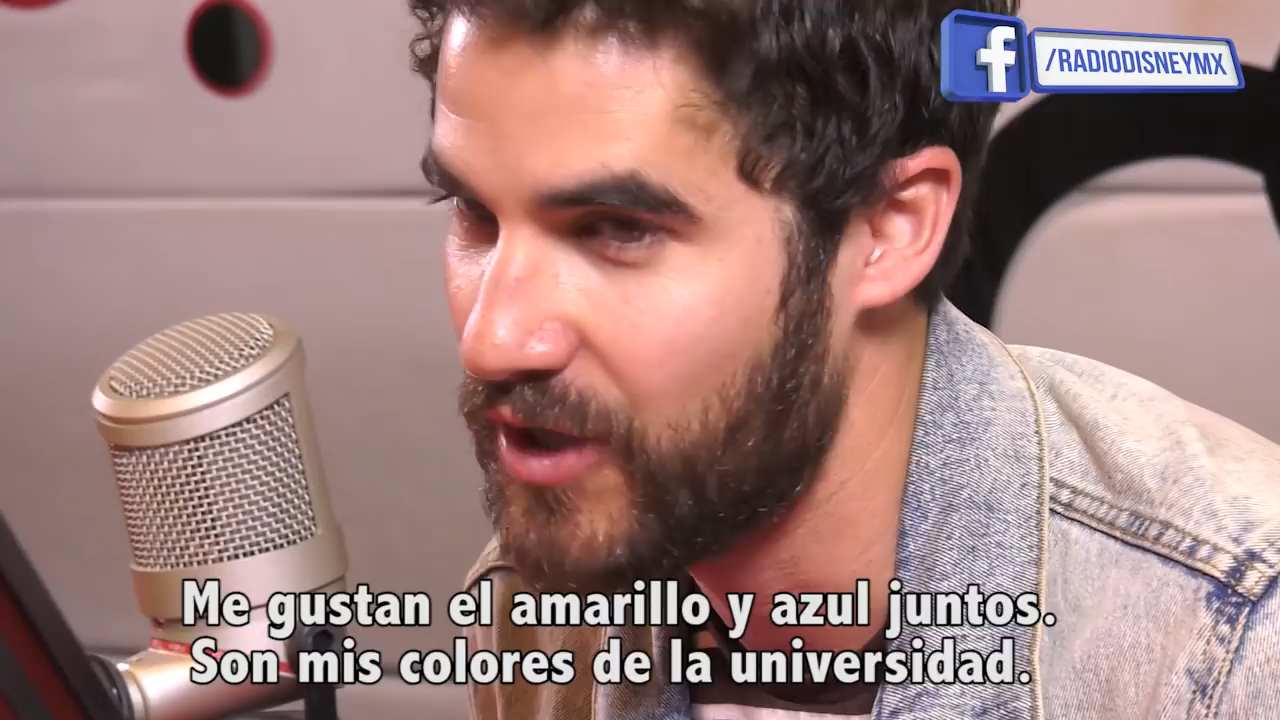 f /RADIODISNEYMX
Me gustan el amarillo y azul juntos.
Son mis colores de la universidad.